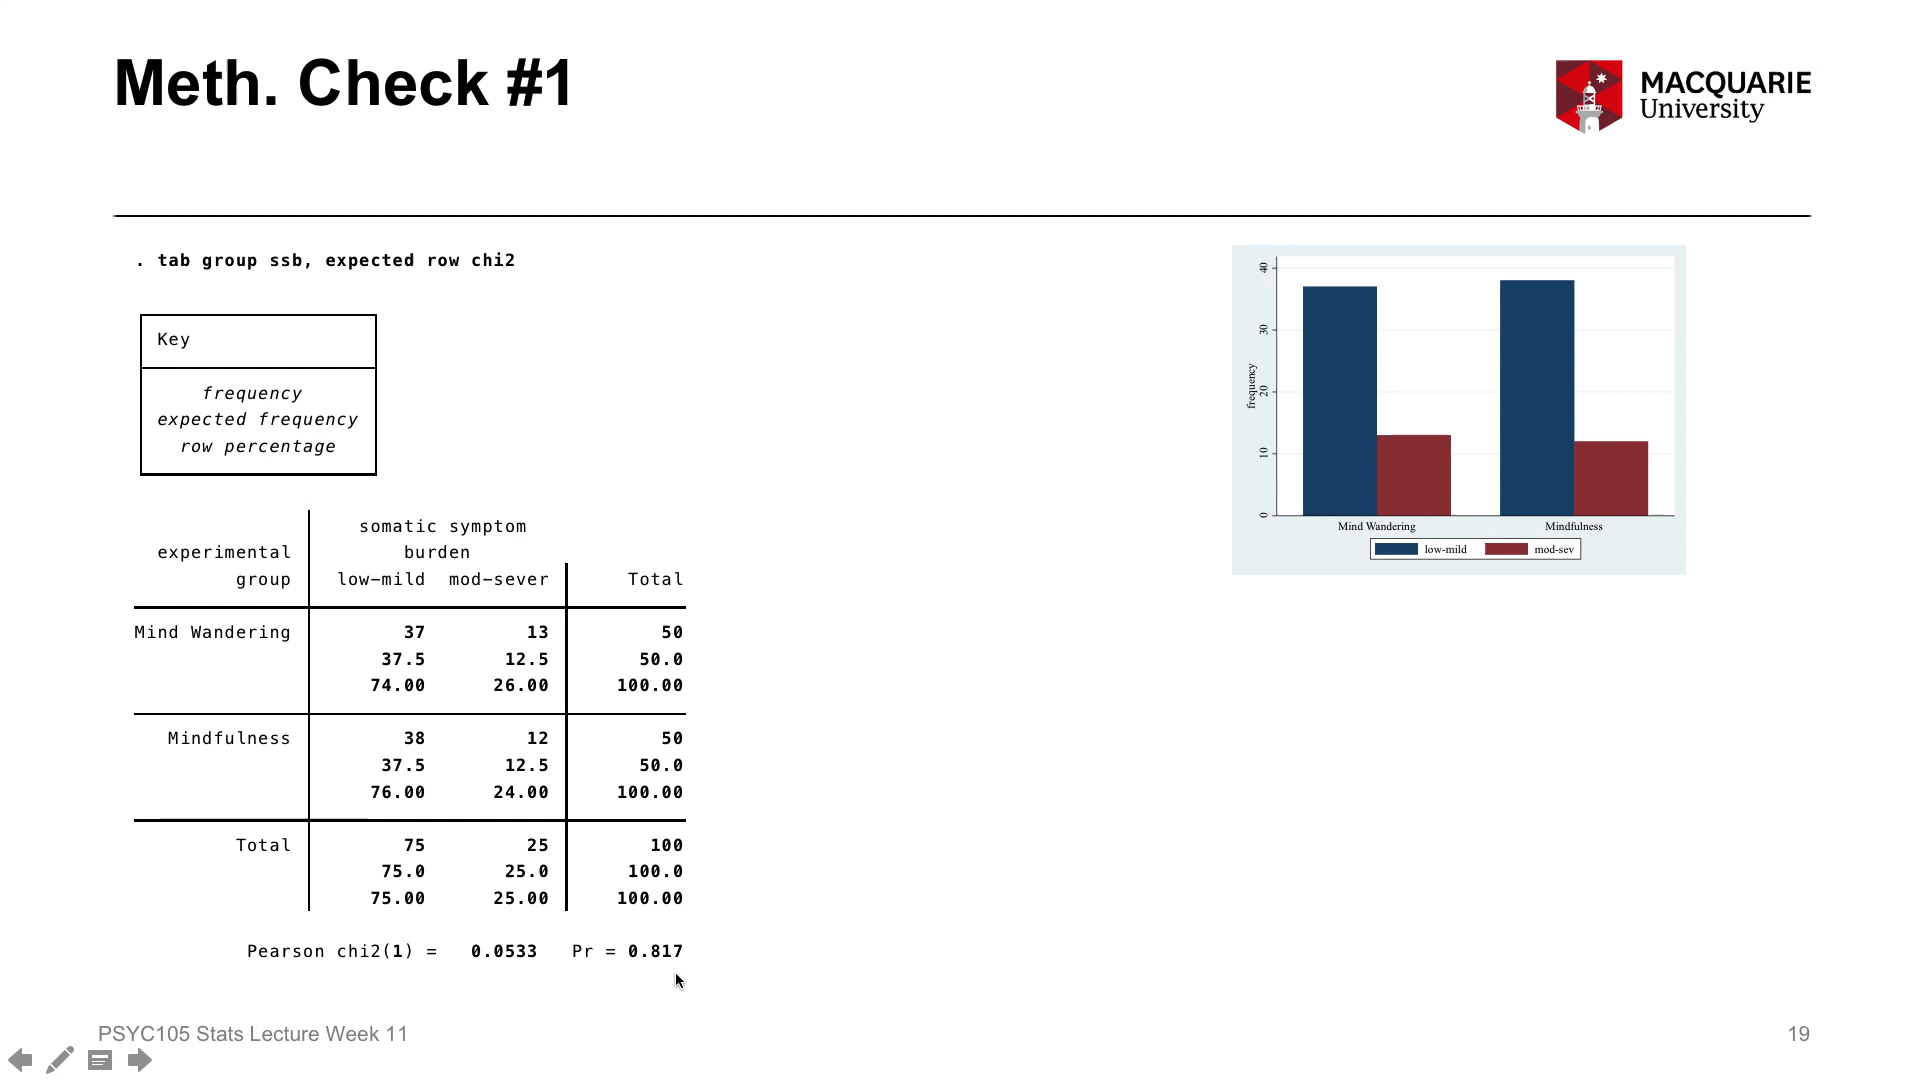 Meth. Check #1
MACQUARIE
University
. tab group ssb, expected row chi2
Key
frequency
expected frequency
row percentage
somatic symptom
experimental burden
group low-mild mod-sever Total
Mind Wandering 37 13 50
37.5 12.5 50.0
74.00 26.00 100.00
Mindfulness 38 12 50
37.5 12.5 50.0
76.00 24.00 100.00
Total 75 25 100
75.0 25.0 100.0
75.00 25.00 100.00
Pearson chi2(1) = 0.0533 Pr = 0.817
frequency
40
30
20
10
0
Mind Wandering Mindfulness
low-mild mod-sev
PSYC105 Stats Lecture Week 11
19